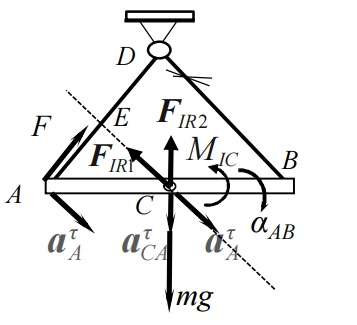 D
F
E
F_{IR2}
F_{IR1}
M_{IC}
B
A
C
α_{AB}
a_A^τ
a_{CA}^τ
a_A^τ
mg